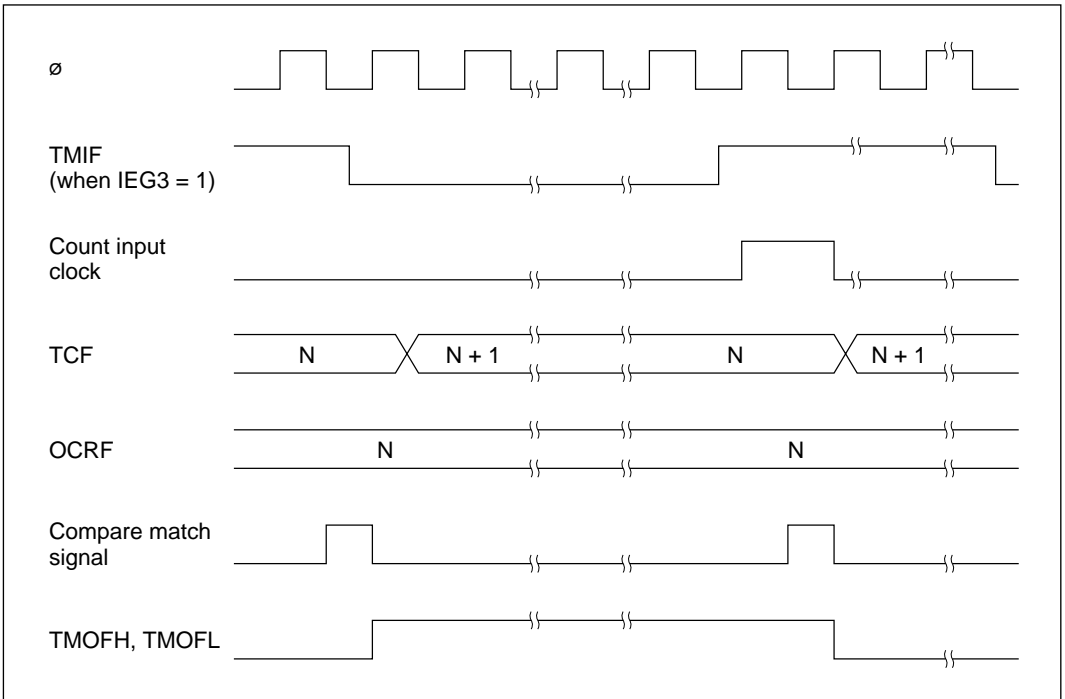 ø
TMIF
(when IEG3 = 1)
Count input
clock
TCF
N
N + 1
N
N + 1
OCRF
N
N
Compare match
signal
TMOFH, TMOFL